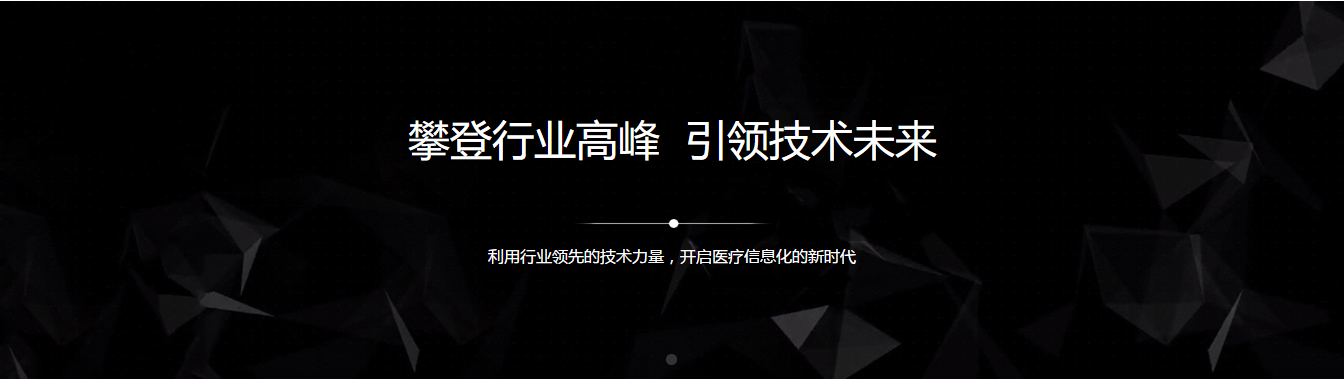 攀登行业高峰 引领技术未来
利用行业领先的技术力量，开启医疗信息化的新时代